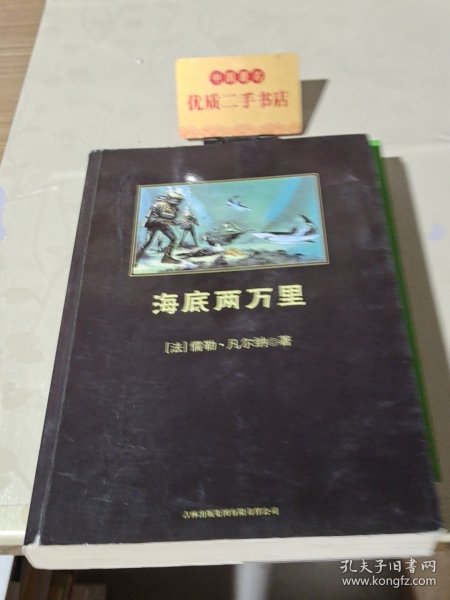 中国著名
优质二手书店
海底两万里
[法]儒勒·凡尔纳◎著
吉林出版集团有限责任公司
孔夫子旧书网
www.kongfz.com